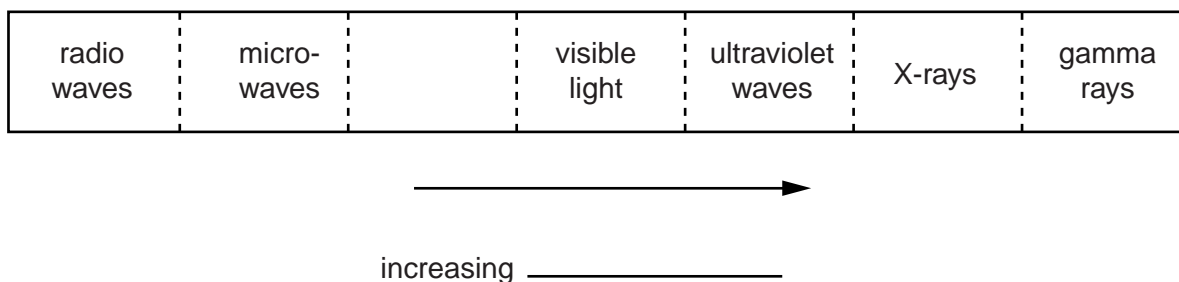 radio waves
micro- waves
visible light
ultraviolet waves
X-rays
gamma rays
increasing